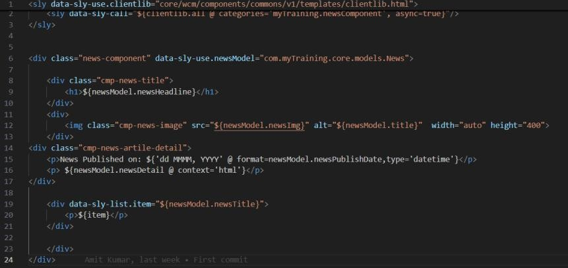 1 <sly data-sly-use.clientlib="core/wcm/components/commons/v1/templates/clientlib.html">
<sly data-sly-call="${clientlib.all @ categories='myTraining.newsComponent', async=true}"/>
3 </sly>
4
5
6 <div class="news-component" data-sly-use.newsModel="com.myTraining.core.models.News">
7
8 <div class="cmp-news-title">
9 <h1>${newsModel.newsHeadline}</h1>
10 </div>
11 <div>
12 <img class="cmp-news-image" src="${newsModel.newsImg}" alt="${newsModel.title}" width="auto" height="400">
13 </div>
14 <div class="cmp-news-artile-detail">
15 <p>News Published on: ${'dd MMMM, YYYY' @ format=newsModel.newsPublishDate,type='datetime'}</p>
16 <p> ${newsModel.newsDetail @ context='html'}</p>
17 </div>
18
19 <div data-sly-list.item="${newsModel.newsTitle}">
20 <p>${item}</p>
21 </div>
22
23 </div>
24 </div> Amit Kumar, last week • First commit